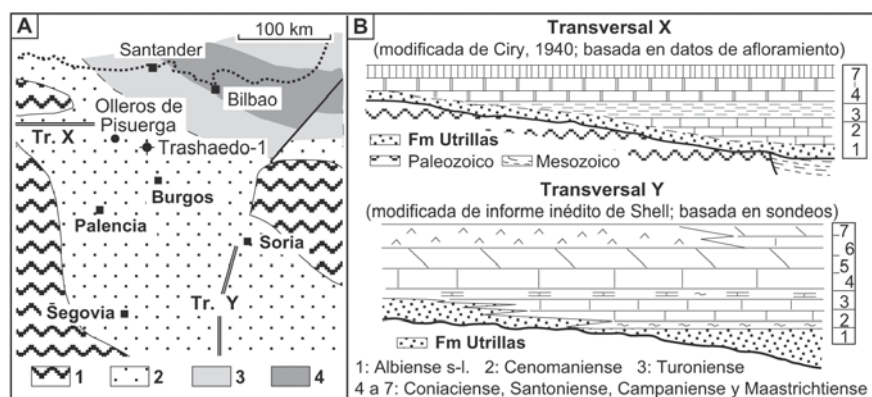 A
100 km
Santander
Bilbao
Olleros de
Pisuerga
Tr. X
Trashaedo-1
Burgos
Palencia
Soria
Tr. Y
Segovia
1 2 3 4
B
Transversal X
(modificada de Ciry, 1940; basada en datos de afloramiento)
7
4
3
2
1
Fm Utrillas
Paleozoico Mesozoico
Transversal Y
(modificada de informe inédito de Shell; basada en sondeos)
7
6
5
4
3
2
1
Fm Utrillas
1: Albiense s-l. 2: Cenomaniense 3: Turoniense
4 a 7: Coniaciense, Santoniense, Campaniense y Maastrichtiense